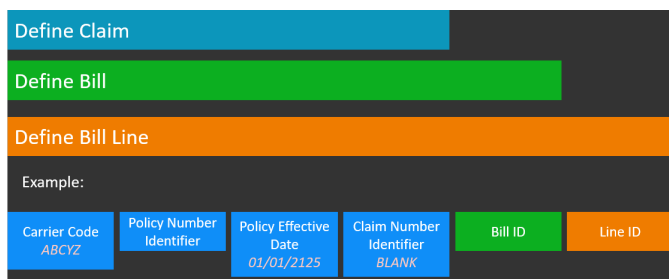 Define Claim
Define Bill
Define Bill Line
Example:
Carrier Code
ABCYZ
Policy Number
Identifier
Policy Effective
Date
01/01/2125
Claim Number
Identifier
BLANK
Bill ID
Line ID